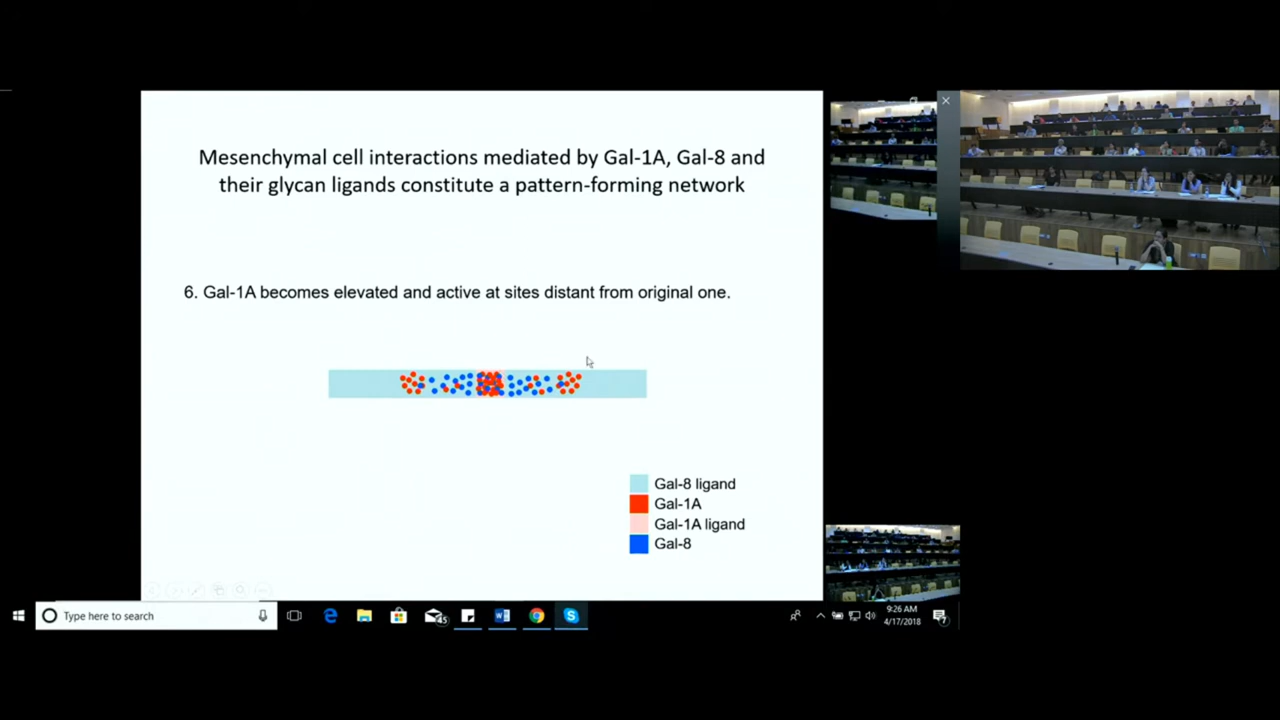 Mesenchymal cell interactions mediated by Gal-1A, Gal-8 and
their glycan ligands constitute a pattern-forming network
6. Gal-1A becomes elevated and active at sites distant from original one.
Gal-8 ligand
Gal-1A
Gal-1A ligand
Gal-8
Type here to search
45
9:26 AM
4/17/2018
7